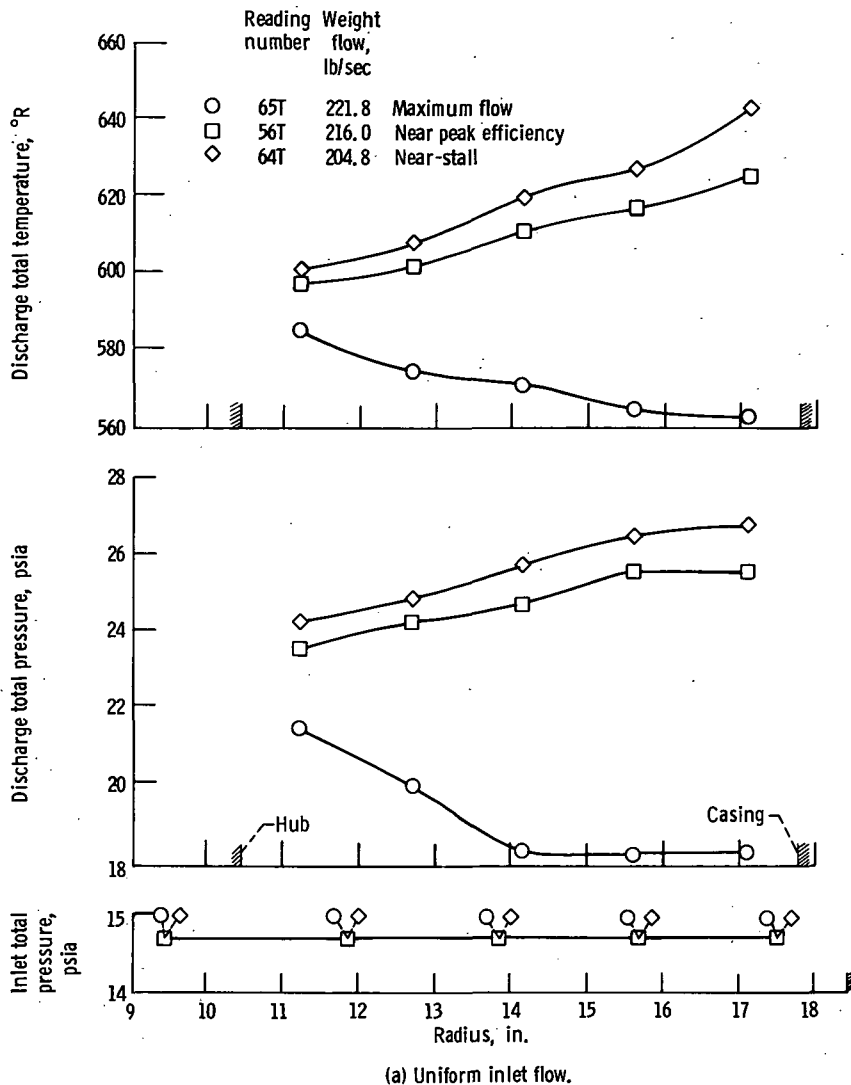 Reading Weight
number flow,
lb/sec
65T 221.8 Maximum flow
56T 216.0 Near peak efficiency
64T 204.8 Near-stall
Discharge total temperature, °R
660
640
620
600
580
560
Discharge total pressure, psia
28
26
24
22
20
18
Hub
Casing
Inlet total
pressure,
psia
15
14
9 10 11 12 13 14 15 16 17 18
Radius, in.
(a) Uniform inlet flow.